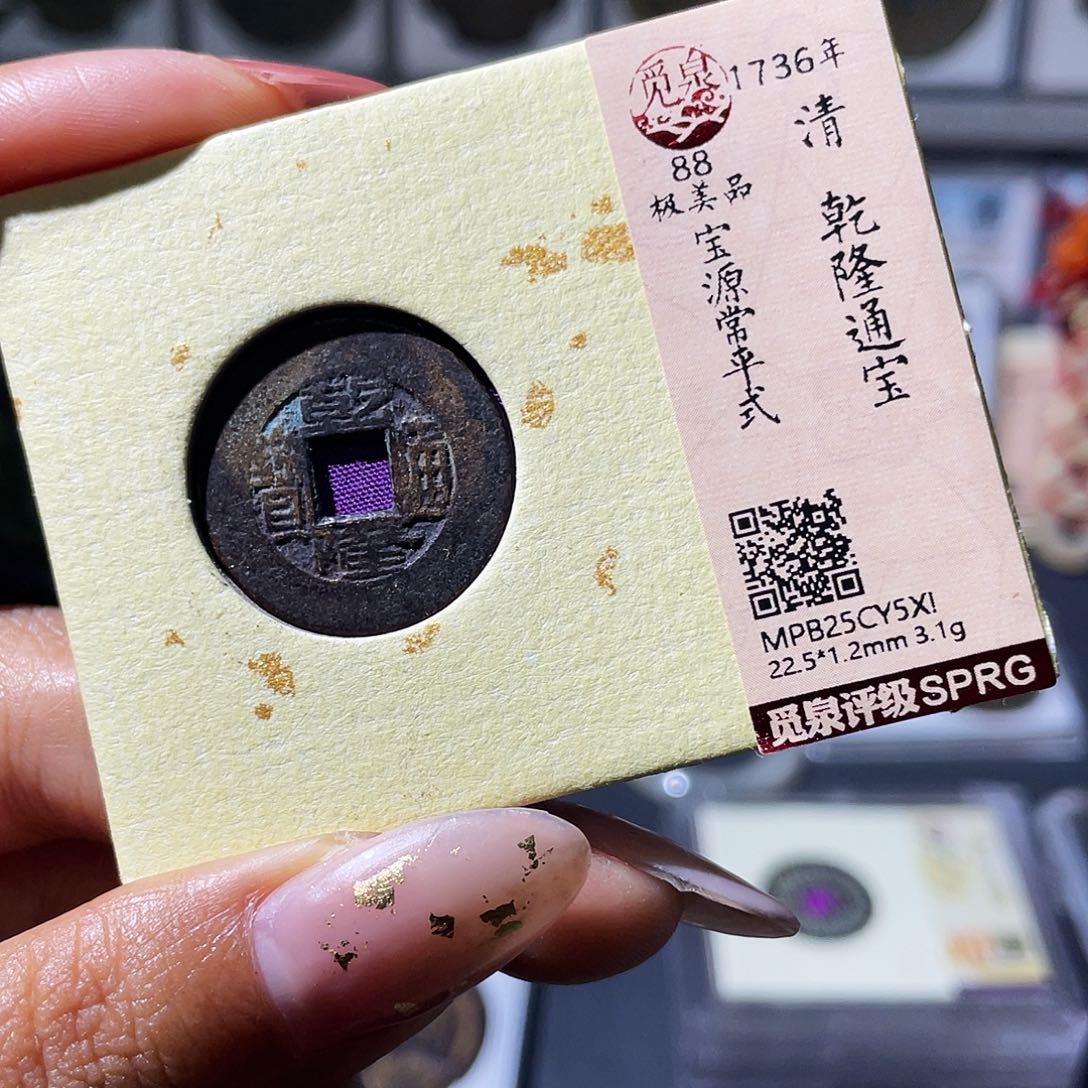 觅泉
1736年
清 乾隆通宝
88
极美品
宝源常平式
MPB25CY5XI
22.5*1.2mm 3.1g
觅泉评级SPRG
乾隆通寳